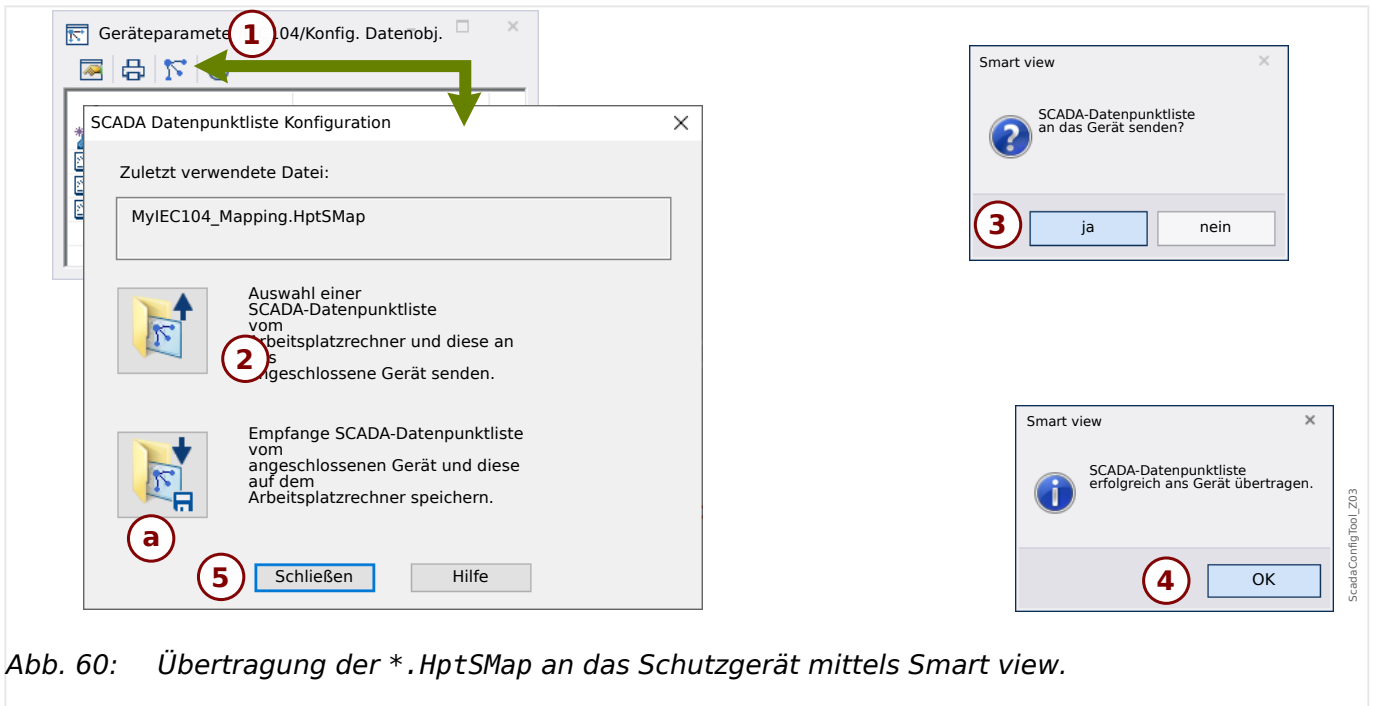 Geräteparamete
1
104/Konfig. Datenobj.
SCADA Datenpunktliste Konfiguration
Zuletzt verwendete Datei:
MyIEC104_Mapping.HptSMap
Auswahl einer
SCADA-Datenpunktliste
vom
Arbeitsplatzrechner und diese an
2
angeschlossene Gerät senden.
Empfange SCADA-Datenpunktliste
vom
angeschlossenen Gerät und diese
auf dem
Arbeitsplatzrechner speichern.
a
5
Schließen
Hilfe
Smart view
SCADA-Datenpunktliste
an das Gerät senden?
3
ja
nein
Smart view
SCADA-Datenpunktliste
erfolgreich ans Gerät übertragen.
4
OK
ScadaConfigTool_Z03
Abb. 60: Übertragung der *.HptSMap an das Schutzgerät mittels Smart view.